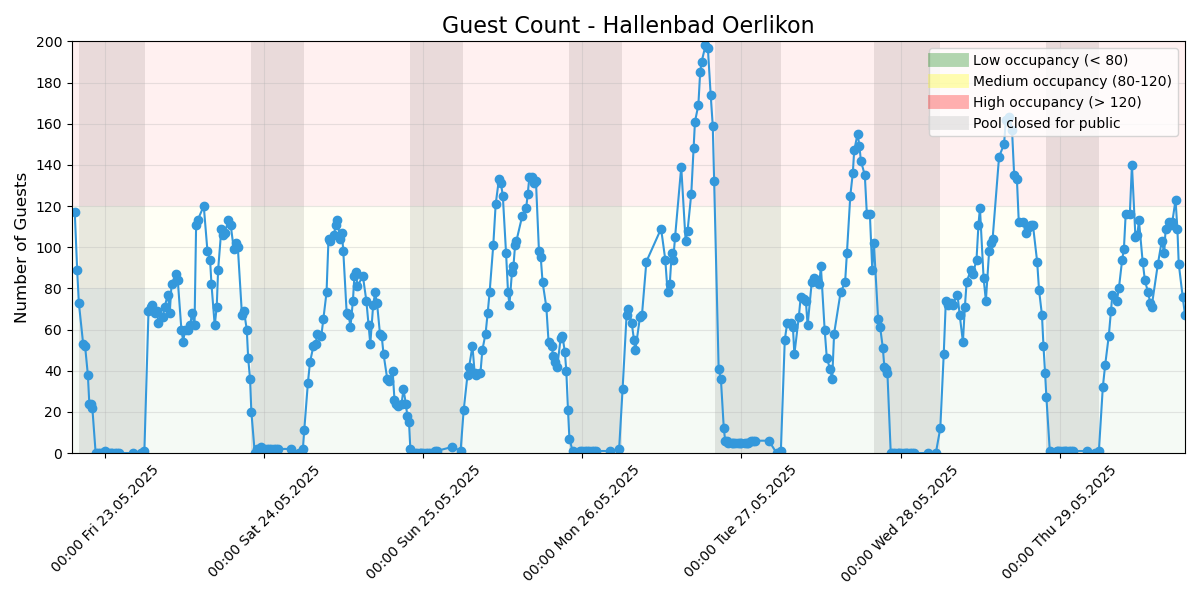 Guest Count - Hallenbad Oerlikon
Number of Guests
200
180
160
140
120
100
80
60
40
20
0
Low occupancy (< 80)
Medium occupancy (80-120)
High occupancy (> 120)
Pool closed for public
00:00 Fri 23.05.2025
00:00 Sat 24.05.2025
00:00 Sun 25.05.2025
00:00 Mon 26.05.2025
00:00 Tue 27.05.2025
00:00 Wed 28.05.2025
00:00 Thu 29.05.2025